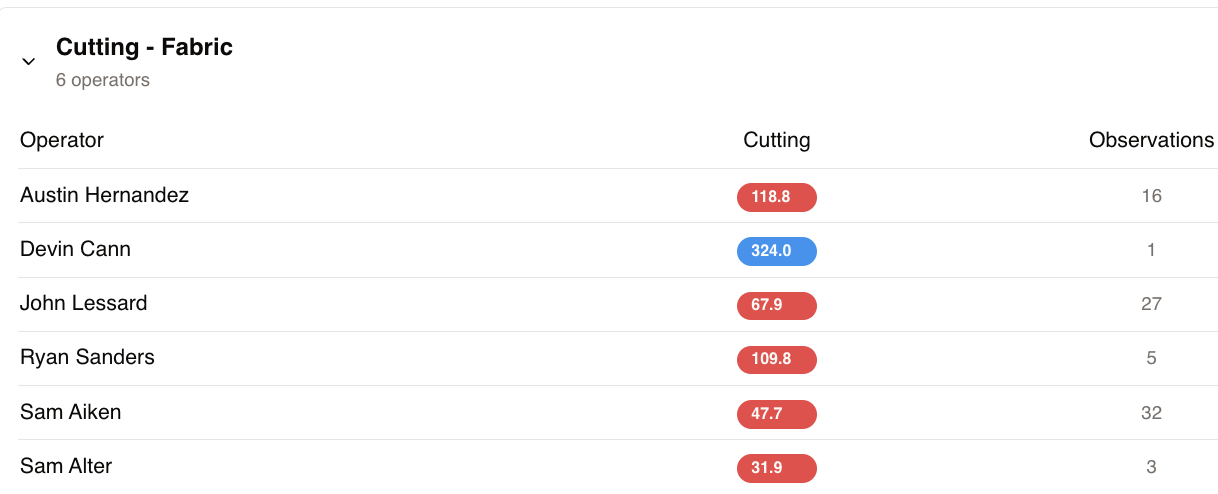 Cutting - Fabric
6 operators
Operator Cutting Observations
Austin Hernandez 118.8 16
Devin Cann 324.0 1
John Lessard 67.9 27
Ryan Sanders 109.8 5
Sam Aiken 47.7 32
Sam Alter 31.9 3